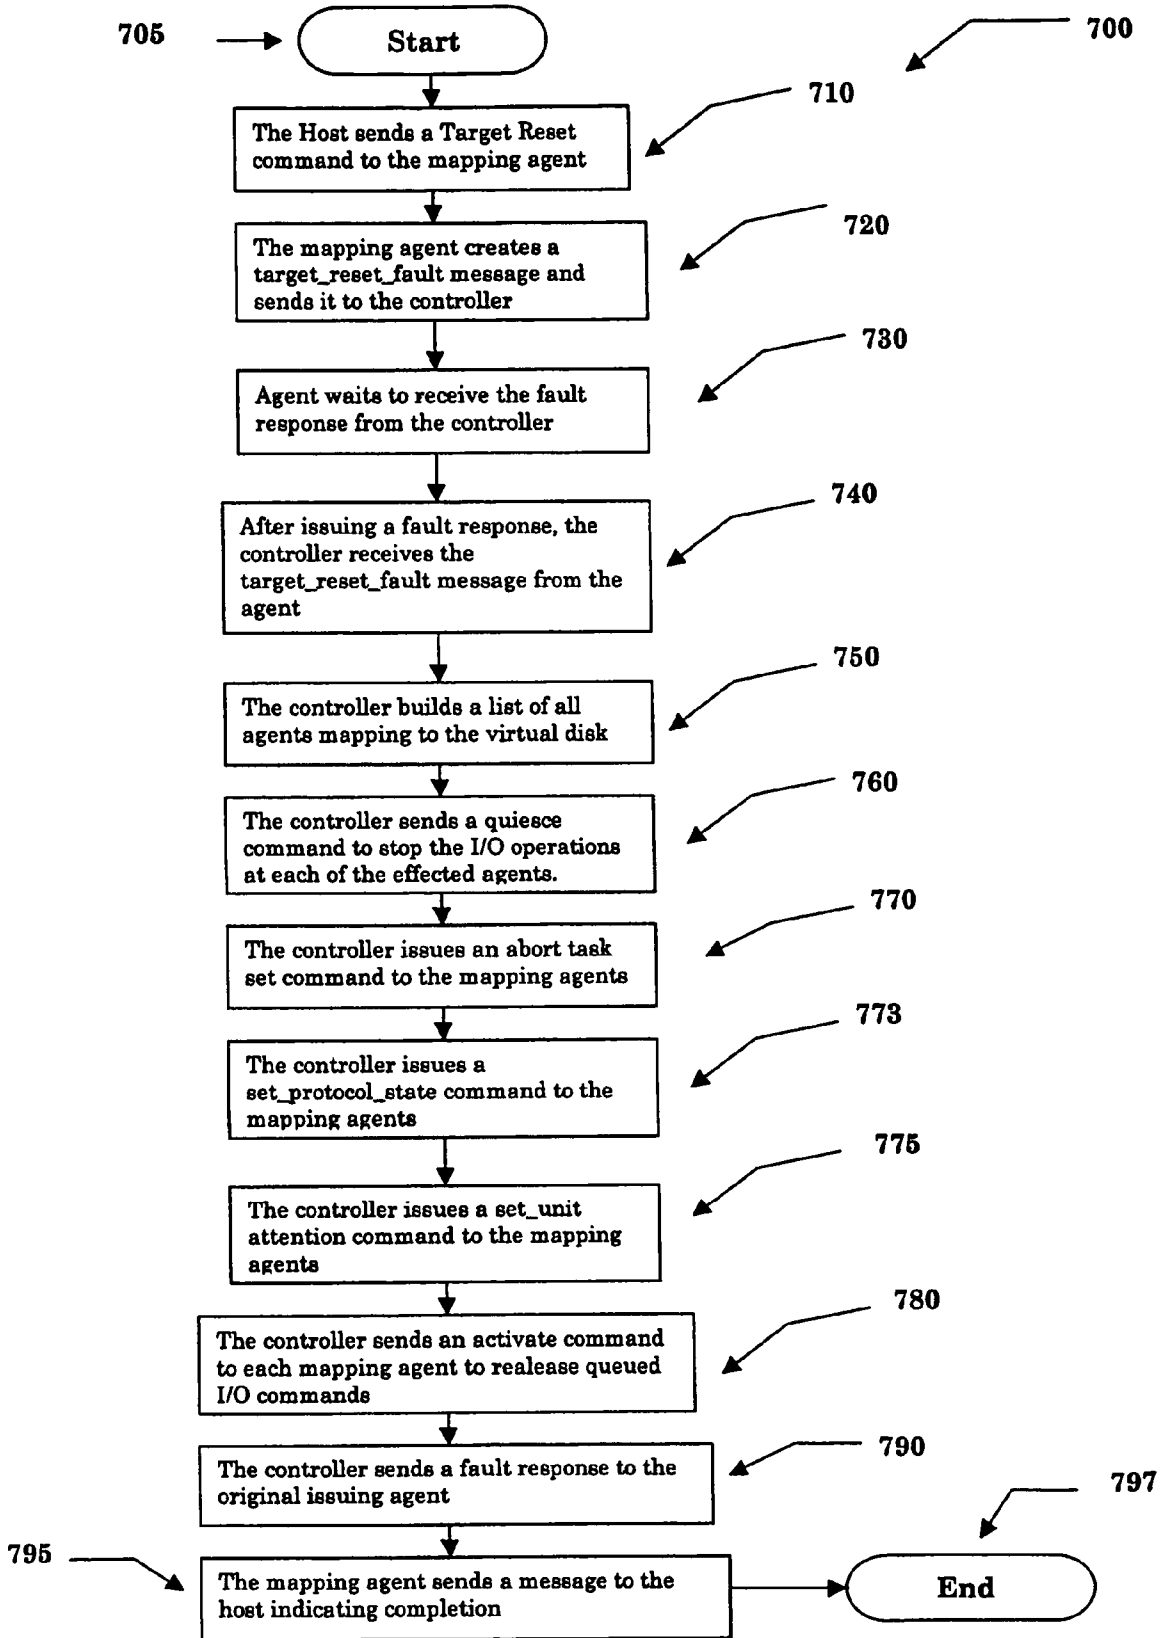 705
Start
700
710
The Host sends a Target Reset
command to the mapping agent
720
The mapping agent creates a
target_reset_fault message and
sends it to the controller
730
Agent waits to receive the fault
response from the controller
740
After issuing a fault response, the
controller receives the
target_reset_fault message from the
agent
750
The controller builds a list of all
agents mapping to the virtual disk
760
The controller sends a quiesce
command to stop the I/O operations
at each of the effected agents.
770
The controller issues an abort task
set command to the mapping agents
773
The controller issues a
set_protocol_state command to the
mapping agents
775
The controller issues a set_unit
attention command to the mapping
agents
780
The controller sends an activate command
to each mapping agent to realease queued
I/O commands
790
The controller sends a fault response to the
original issuing agent
797
795
The mapping agent sends a message to the
host indicating completion
End